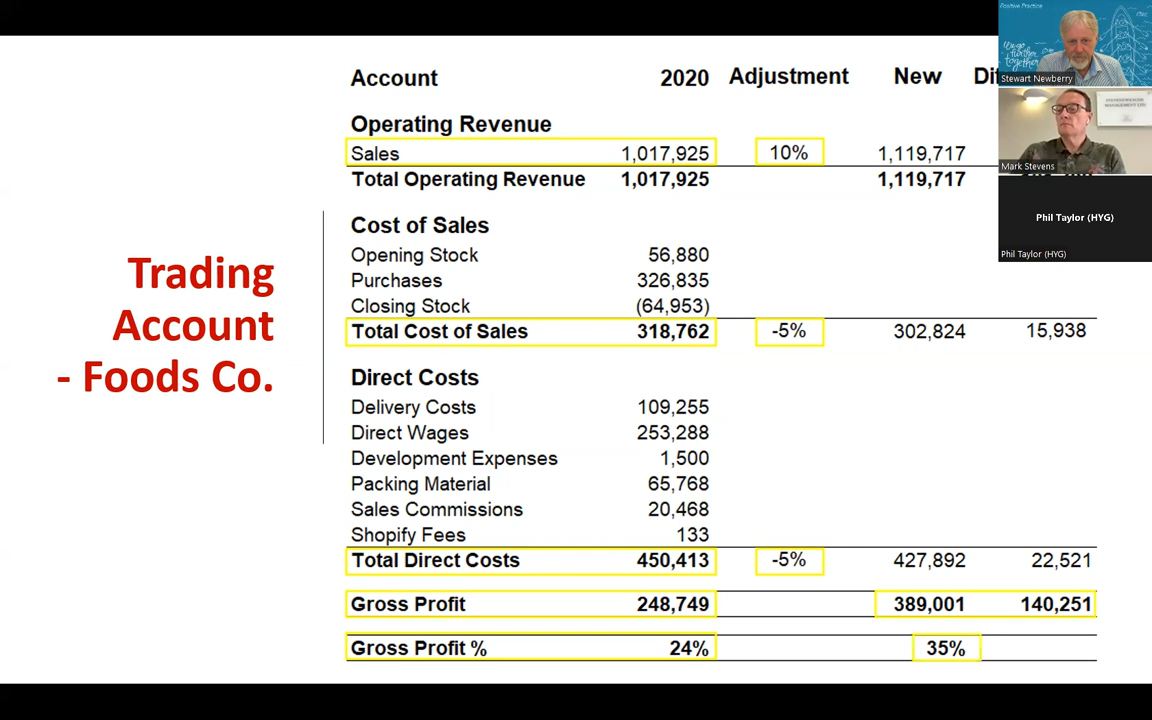 Positive Practice
Stewart Newberry
Mark Stevens
Phil Taylor (HYG)
Phil Taylor (HYG)
Trading
Account
- Foods Co.
Account 2020 Adjustment New
Operating Revenue
Sales 1,017,925 10% 1,119,717
Total Operating Revenue 1,017,925 1,119,717
Cost of Sales
Opening Stock 56,880
Purchases 326,835
Closing Stock (64,953)
Total Cost of Sales 318,762 -5% 302,824 15,938
Direct Costs
Delivery Costs 109,255
Direct Wages 253,288
Development Expenses 1,500
Packing Material 65,768
Sales Commissions 20,468
Shopify Fees 133
Total Direct Costs 450,413 -5% 427,892 22,521
Gross Profit 248,749 389,001 140,251
Gross Profit % 24% 35%